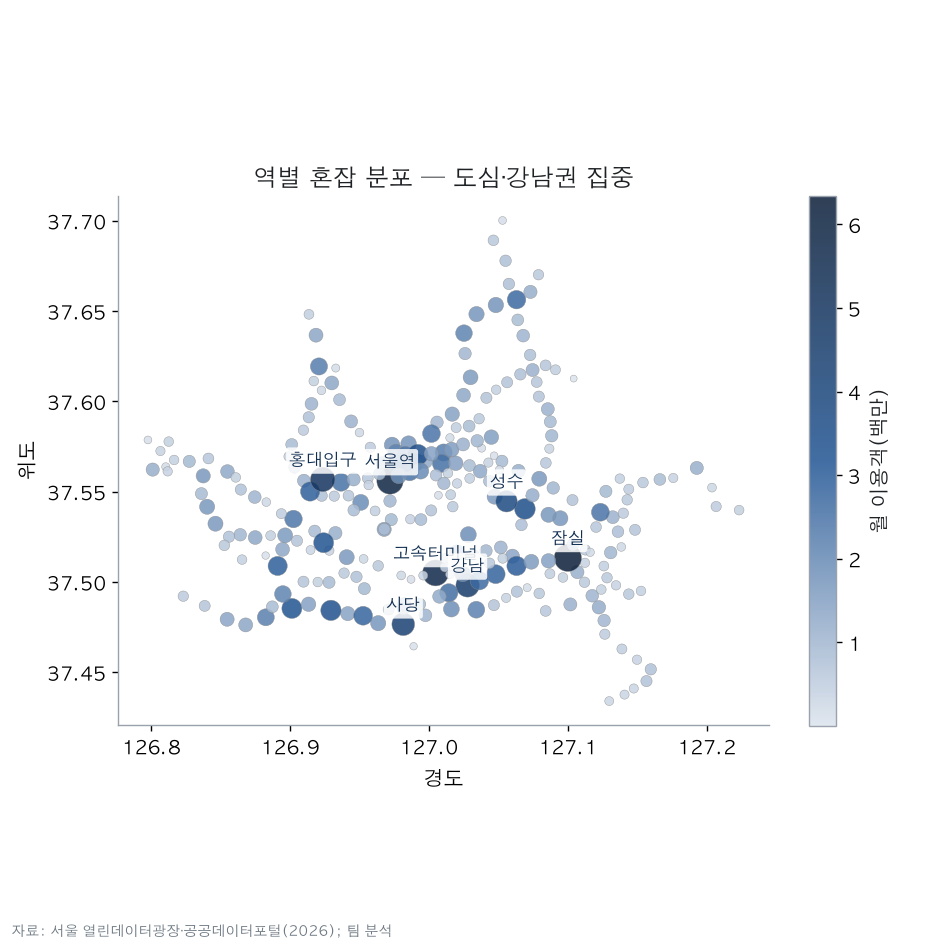 역별 혼잡 분포 — 도심·강남권 집중
37.70
37.65
37.60
37.55
37.50
37.45
위도
홍대입구
서울역
성수
잠실
고속터미널
강남
사당
126.8
126.9
127.0
127.1
127.2
경도
6
5
4
3
2
1
월 이용객(백만)
자료: 서울 열린데이터광장·공공데이터포털(2026); 팀 분석